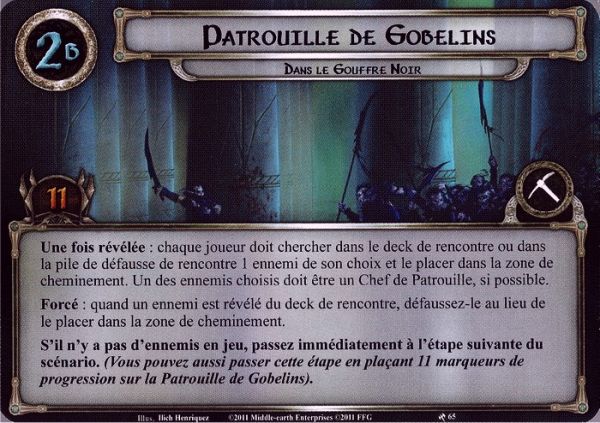 2B
PATROUILLE DE GOBELINS
DANS LE GOUFFRE NOIR
11
Une fois révélée : chaque joueur doit chercher dans le deck de rencontre ou dans
la pile de défausse de rencontre 1 ennemi de son choix et le placer dans la zone de
cheminement. Un des ennemis choisis doit être un Chef de Patrouille, si possible.
Forcé : quand un ennemi est révélé du deck de rencontre, défaussez-le au lieu de
le placer dans la zone de cheminement.
S'il n'y a pas d'ennemis en jeu, passez immédiatement à l'étape suivante du
scénario. (Vous pouvez aussi passer cette étape en plaçant 11 marqueurs de
progression sur la Patrouille de Gobelins).
Illus. Ilich Henriquez ©2011 Middle-earth Enterprises ©2011 FFG 65